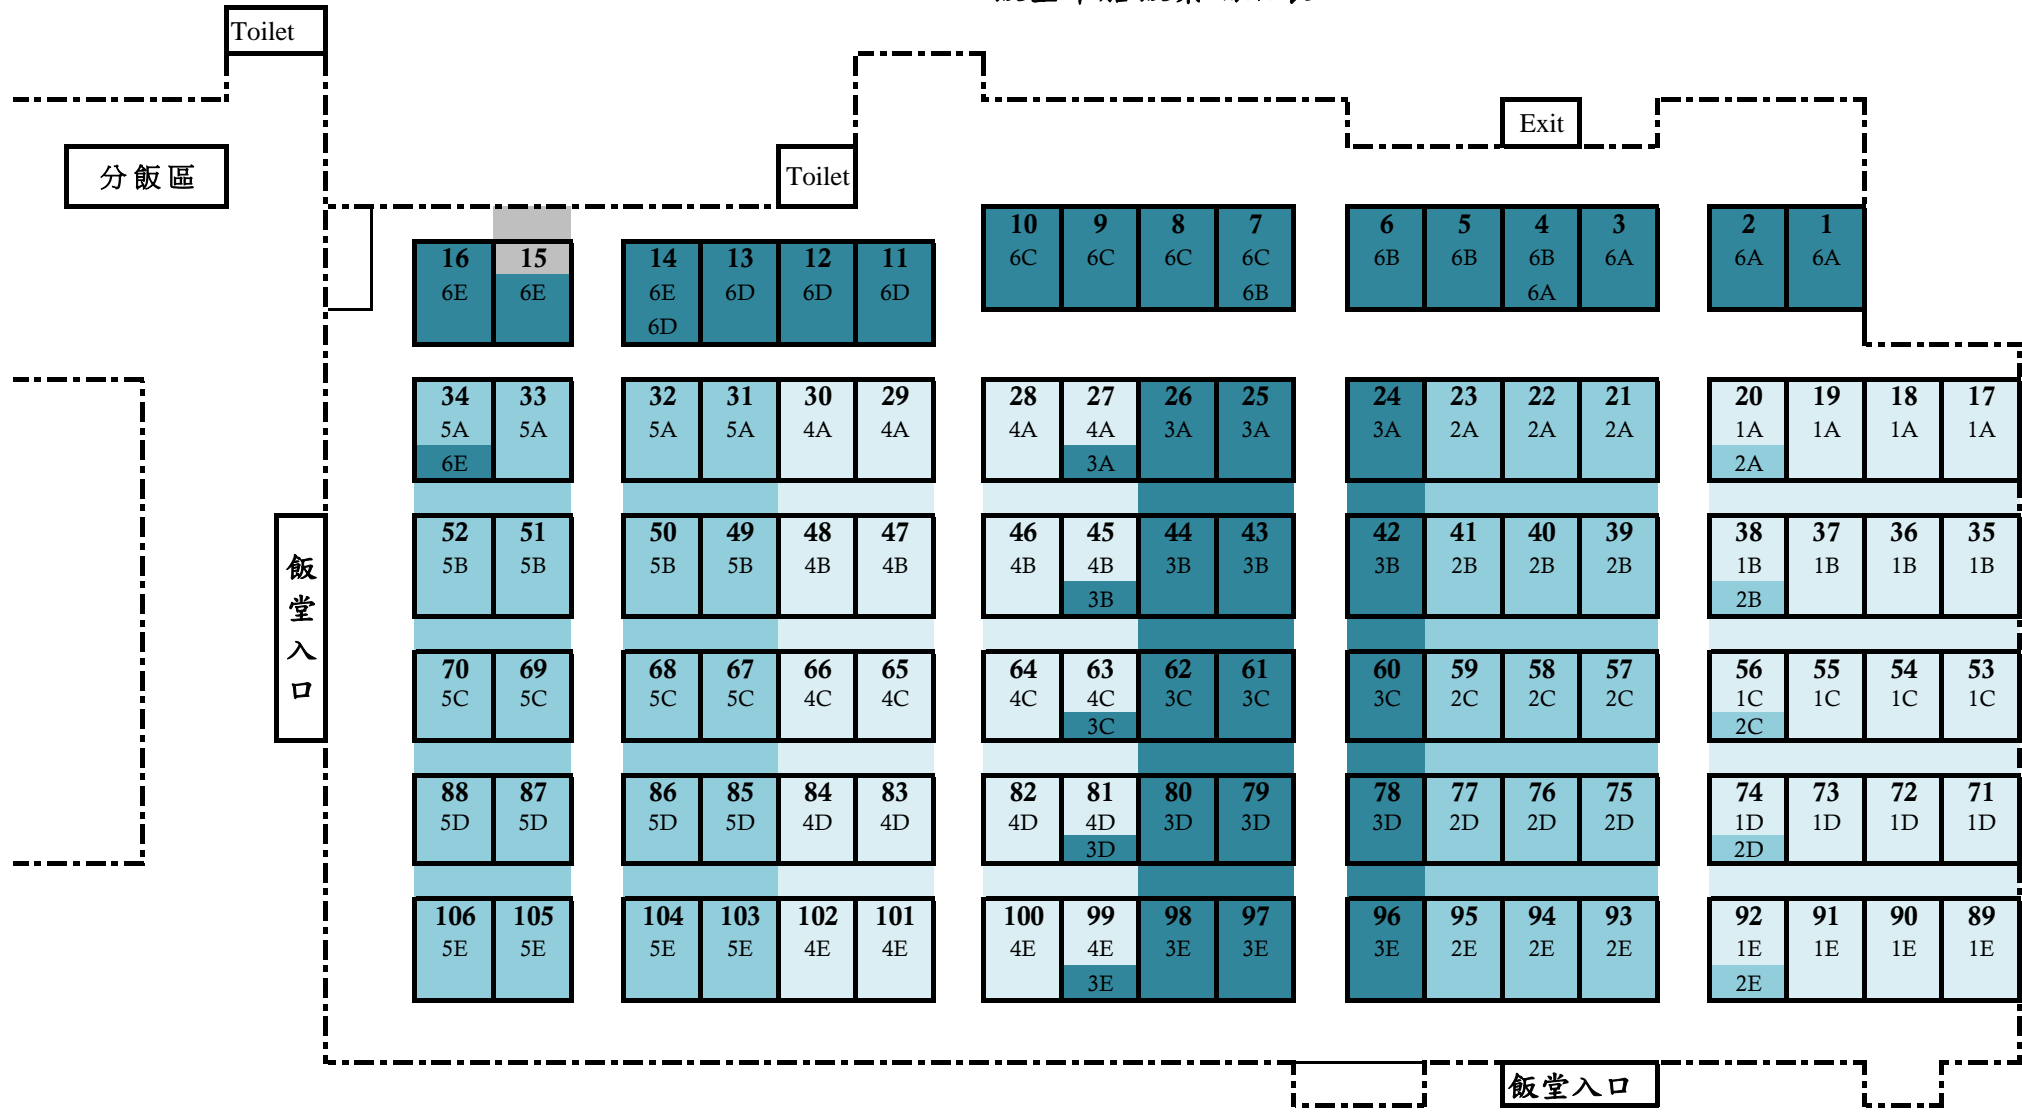 Toilet
Exit
分飯區
Toilet
10 9 8 7 6 5 4 3 2 1
6C 6C 6C 6C 6B 6B 6B 6A 6A 6A
6B 6A
16 15 14 13 12 11
6E 6E 6E 6D 6D 6D
6D
34 33 32 31 30 29 28 27 26 25 24 23 22 21 20 19 18 17
5A 5A 5A 5A 4A 4A 4A 4A 3A 3A 3A 2A 2A 2A 1A 1A 1A 1A
6E 3A 2A
52 51 50 49 48 47 46 45 44 43 42 41 40 39 38 37 36 35
5B 5B 5B 5B 4B 4B 4B 4B 3B 3B 3B 2B 2B 2B 1B 1B 1B 1B
3B 2B
飯堂入口
70 69 68 67 66 65 64 63 62 61 60 59 58 57 56 55 54 53
5C 5C 5C 5C 4C 4C 4C 4C 3C 3C 3C 2C 2C 2C 1C 1C 1C 1C
3C 2C
88 87 86 85 84 83 82 81 80 79 78 77 76 75 74 73 72 71
5D 5D 5D 5D 4D 4D 4D 4D 3D 3D 3D 2D 2D 2D 1D 1D 1D 1D
3D 2D
106 105 104 103 102 101 100 99 98 97 96 95 94 93 92 91 90 89
5E 5E 5E 5E 4E 4E 4E 4E 3E 3E 3E 2E 2E 2E 1E 1E 1E 1E
3E 2E
飯堂入口